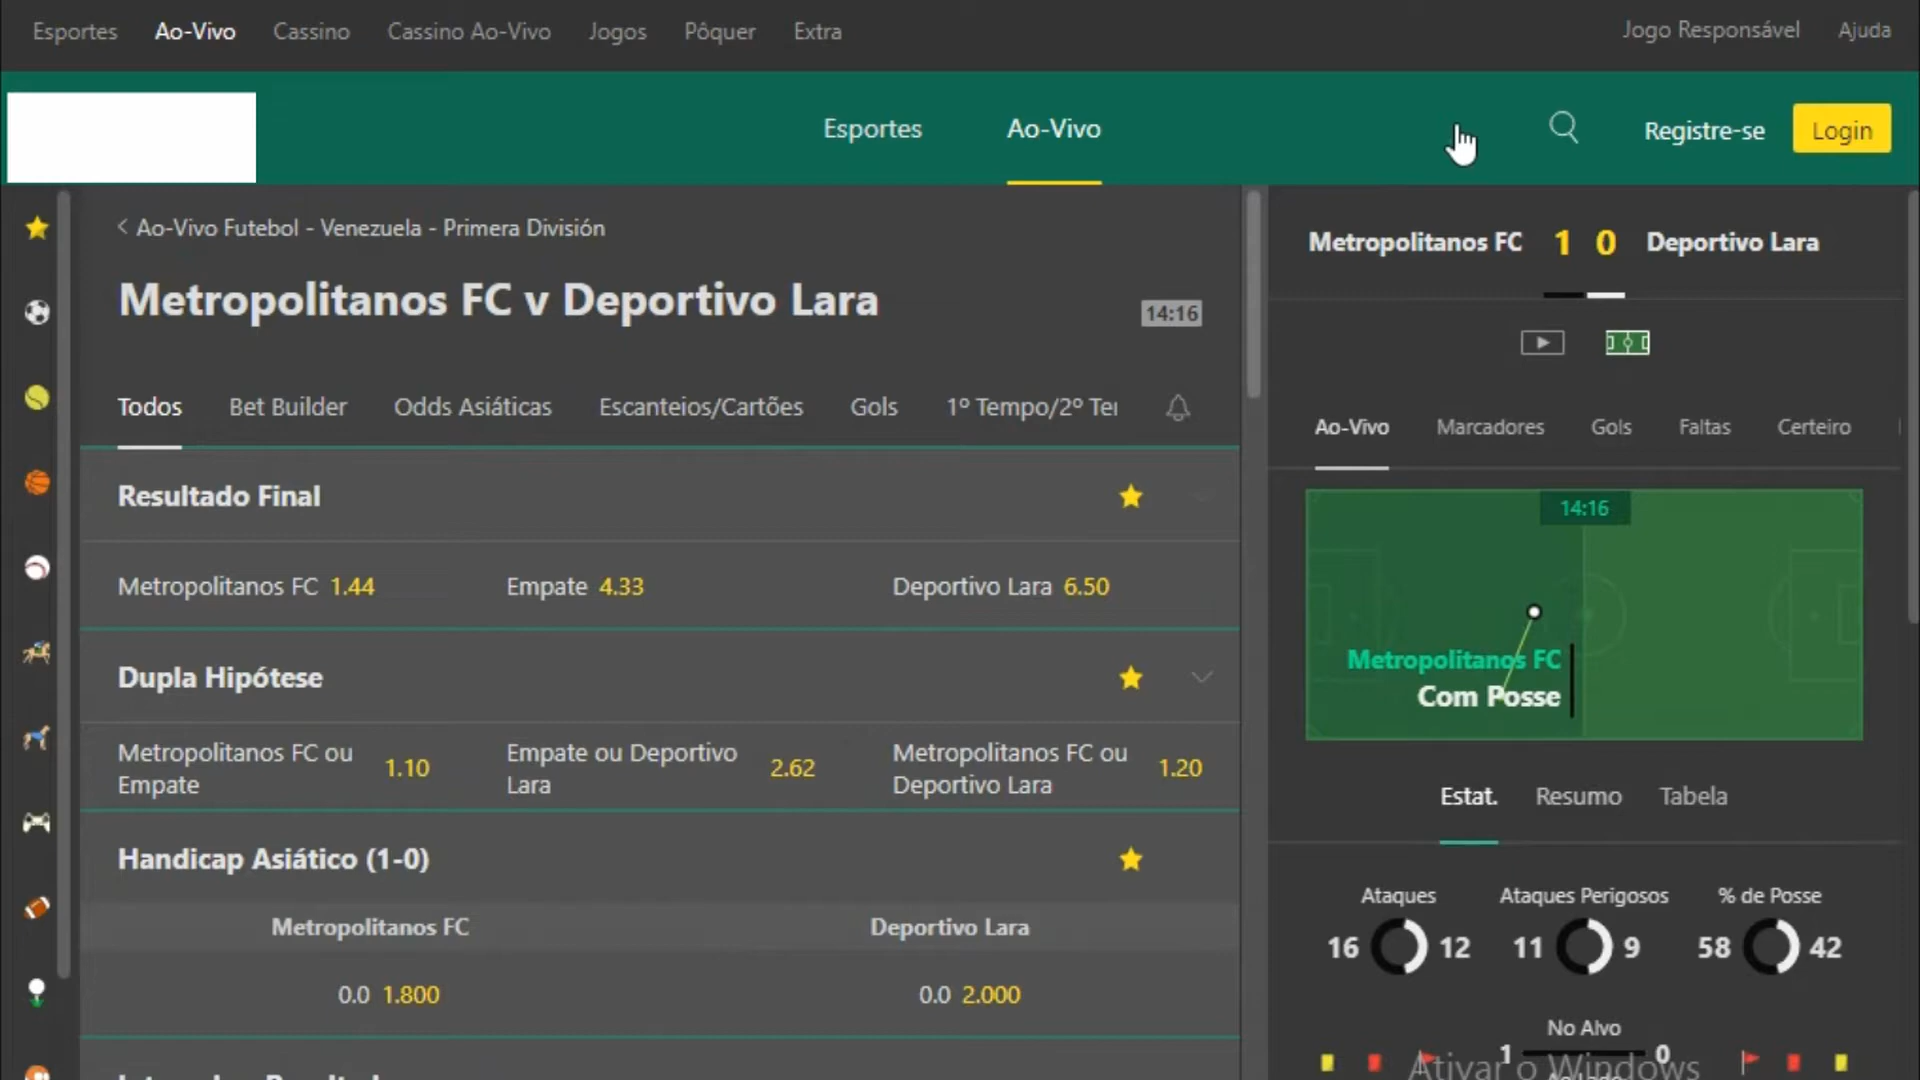 Esportes Ao-Vivo Cassino Cassino Ao-Vivo Jogos Pôquer Extra Jogo Responsável Ajuda
Esportes Ao-Vivo Registre-se Login
Ao-Vivo Futebol - Venezuela - Primera División
Metropolitanos FC v Deportivo Lara
14:16
Todos Bet Builder Odds Asiáticas Escanteios/Cartões Gols 1º Tempo/2º Te
Resultado Final
Metropolitanos FC 1.44 Empate 4.33 Deportivo Lara 6.50
Dupla Hipótese
Metropolitanos FC ou Empate 1.10
Empate ou Deportivo Lara 2.62
Metropolitanos FC ou Deportivo Lara 1.20
Handicap Asiático (1-0)
Metropolitanos FC Deportivo Lara
0.0 1.800 0.0 2.000
Metropolitanos FC 1 0 Deportivo Lara
Ao-Vivo Marcadores Gols Faltas Certeiro
14:16
Metropolitanos FC
Com Posse
Estat. Resumo Tabela
Ataques Ataques Perigosos % de Posse
16 12 11 9 58 42
No Alvo
1 0
Ativar o Windows